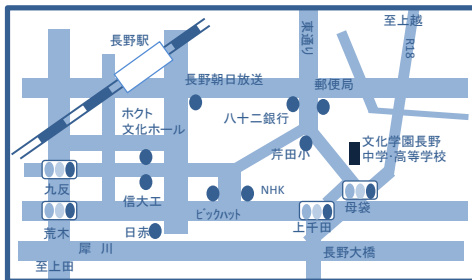 至上越
長野駅
東通り
R18
長野朝日放送
郵便局
ホクト
文化ホール
八十二銀行
文化学園長野
中学・高等学校
芹田小
九反
信大工
ビックハット
NHK
母袋
荒木
日赤
上千田
犀 川
長野大橋
至上田